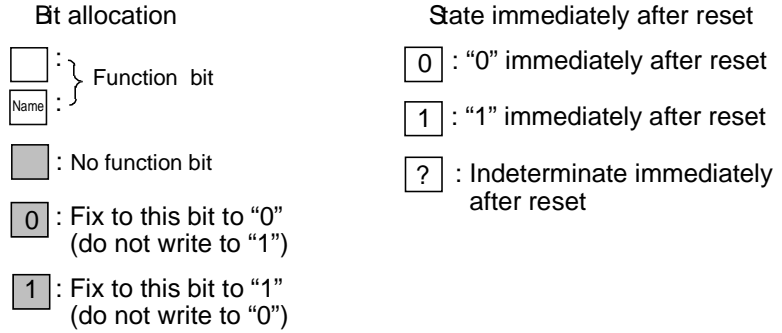 Bit allocation
:
Name :
Function bit
: No function bit
0 : Fix to this bit to “0”
(do not write to “1”)
1 : Fix to this bit to “1”
(do not write to “0”)
State immediately after reset
0 : “0” immediately after reset
1 : “1” immediately after reset
? : Indeterminate immediately
after reset